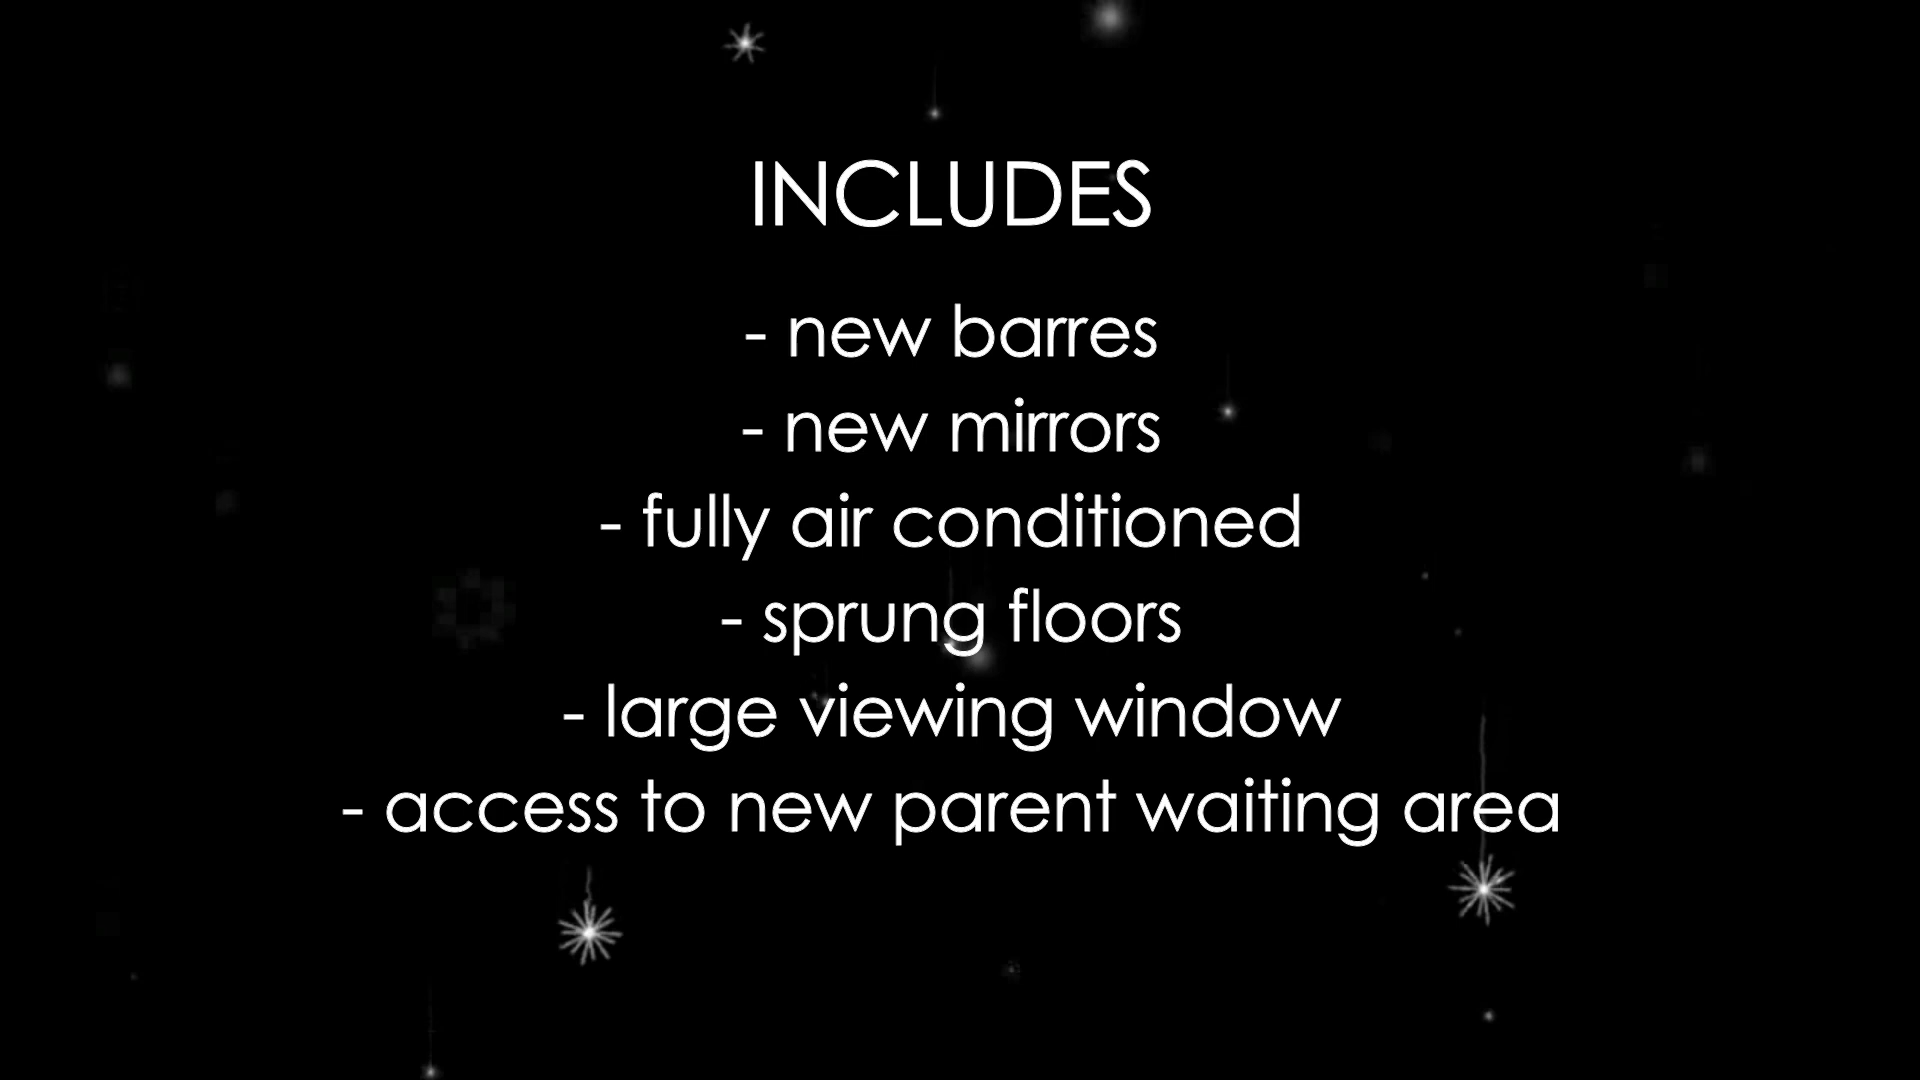 INCLUDES
- new barres
- new mirrors
- fully air conditioned
- sprung floors
- large viewing window
- access to new parent waiting area